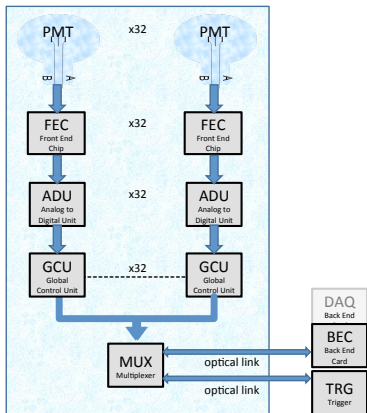 PMT x32 PMT
B A B A
FEC x32 FEC
Front End Front End
Chip Chip
ADU x32 ADU
Analog to Analog to
Digital Unit Digital Unit
GCU x32 GCU
Global Global
Control Unit Control Unit
DAQ
Back End
MUX
Multiplexer
optical link
BEC
Back End
Card
optical link
TRG
Trigger